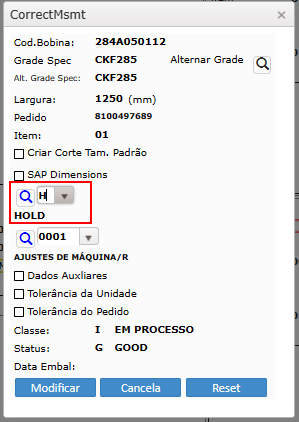 CorrectMsmt ×
Cod.Bobina: 284A050112
Grade Spec CKF285 Alternar Grade
Alt. Grade Spec: CKF285
Largura: 1250 (mm)
Pedido 8100497689
Item: 01
Criar Corte Tam. Padrão
SAP Dimensions
H
HOLD
0001
AJUSTES DE MÁQUINA/R
Dados Auxliares
Tolerância da Unidade
Tolerância do Pedido
Classe: I EM PROCESSO
Status: G GOOD
Data Embal:
Modificar Cancela Reset